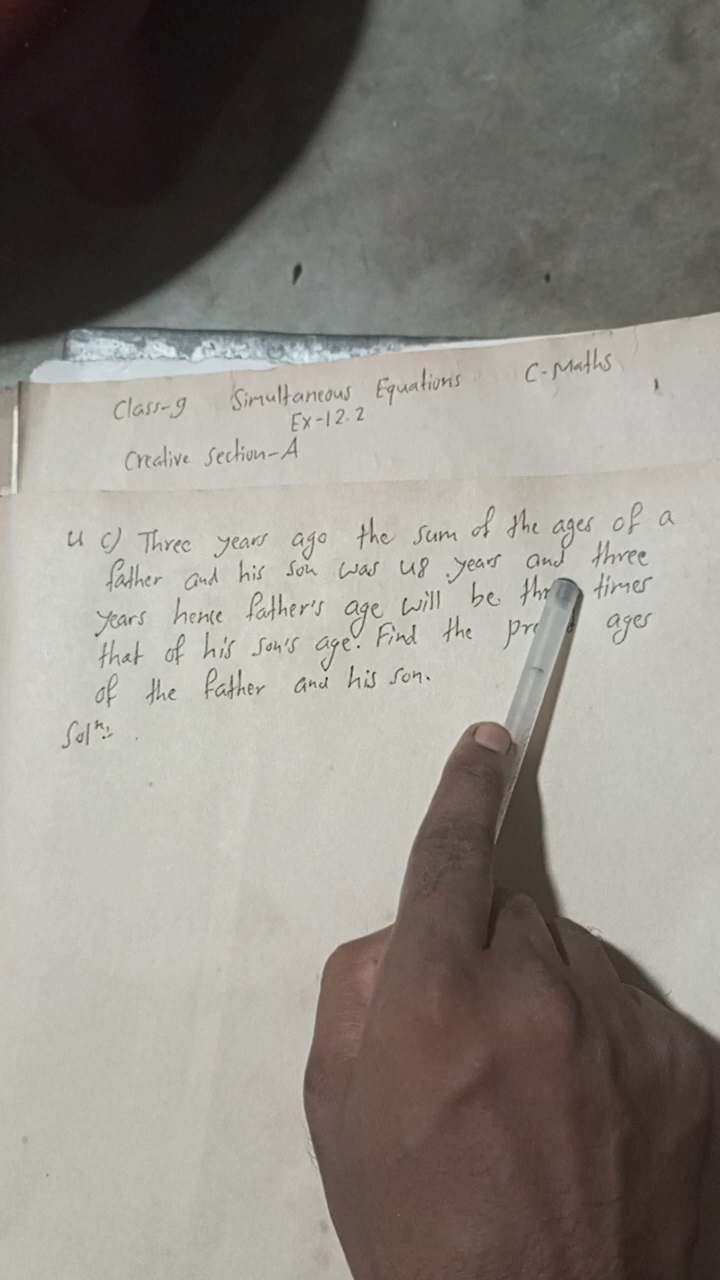 Class-9 Simultaneous Equations C-Maths
Ex-12.2
Creative section-A
4 c) Three years ago the sum of the ages of a
father and his son was 48 years and three
years hence father's age will be times
that of his son's age. Find the ages
of the father and his son.
Solⁿ: